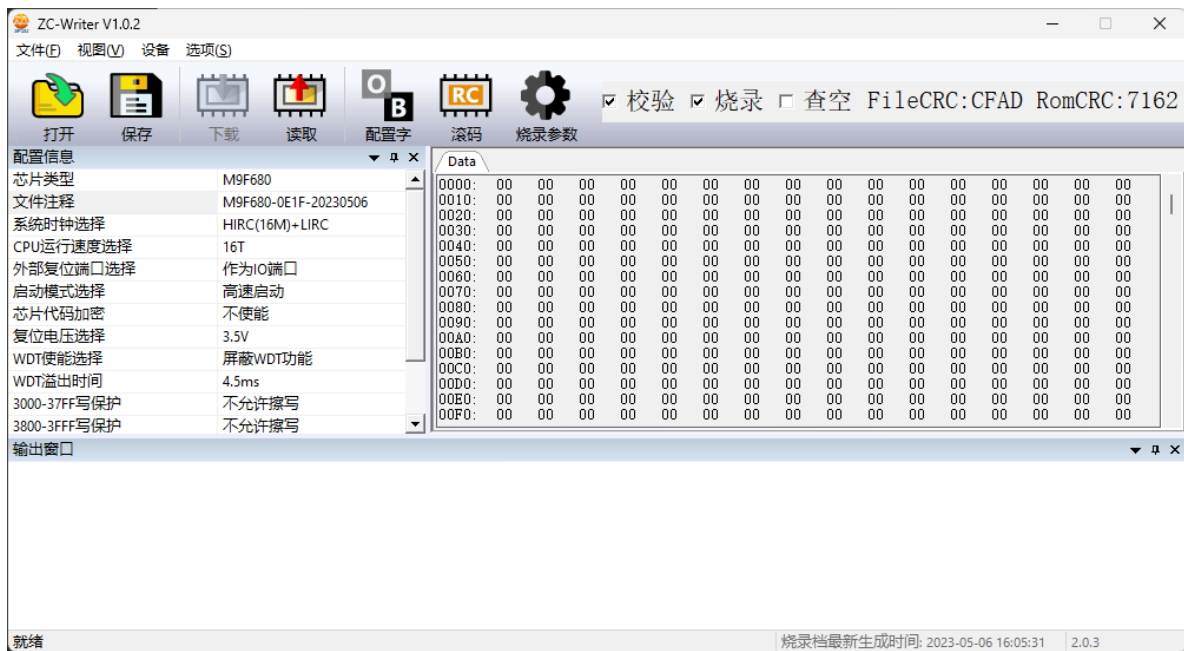 ZC-Writer V1.0.2
文件(F) 视图(V) 设备 选项(S)
打开 保存 下载 读取 配置字 滚码 烧录参数 校验 烧录 查空 FileCRC:CFAD RomCRC:7162
O B RC
配置信息
芯片类型 M9F680
文件注释 M9F680-0E1F-20230506
系统时钟选择 HIRC(16M)+LIRC
CPU运行速度选择 16T
外部复位端口选择 作为IO端口
启动模式选择 高速启动
芯片代码加密 不使能
复位电压选择 3.5V
WDT使能选择 屏蔽WDT功能
WDT溢出时间 4.5ms
3000-37FF写保护 不允许擦写
3800-3FFF写保护 不允许擦写
Data
0000: 00 00 00 00 00 00 00 00 00 00 00 00 00 00 00 00
0010: 00 00 00 00 00 00 00 00 00 00 00 00 00 00 00 00
0020: 00 00 00 00 00 00 00 00 00 00 00 00 00 00 00 00
0030: 00 00 00 00 00 00 00 00 00 00 00 00 00 00 00 00
0040: 00 00 00 00 00 00 00 00 00 00 00 00 00 00 00 00
0050: 00 00 00 00 00 00 00 00 00 00 00 00 00 00 00 00
0060: 00 00 00 00 00 00 00 00 00 00 00 00 00 00 00 00
0070: 00 00 00 00 00 00 00 00 00 00 00 00 00 00 00 00
0080: 00 00 00 00 00 00 00 00 00 00 00 00 00 00 00 00
0090: 00 00 00 00 00 00 00 00 00 00 00 00 00 00 00 00
00A0: 00 00 00 00 00 00 00 00 00 00 00 00 00 00 00 00
00B0: 00 00 00 00 00 00 00 00 00 00 00 00 00 00 00 00
00C0: 00 00 00 00 00 00 00 00 00 00 00 00 00 00 00 00
00D0: 00 00 00 00 00 00 00 00 00 00 00 00 00 00 00 00
00E0: 00 00 00 00 00 00 00 00 00 00 00 00 00 00 00 00
00F0: 00 00 00 00 00 00 00 00 00 00 00 00 00 00 00 00
输出窗口
就绪 烧录档最新生成时间: 2023-05-06 16:05:31 2.0.3